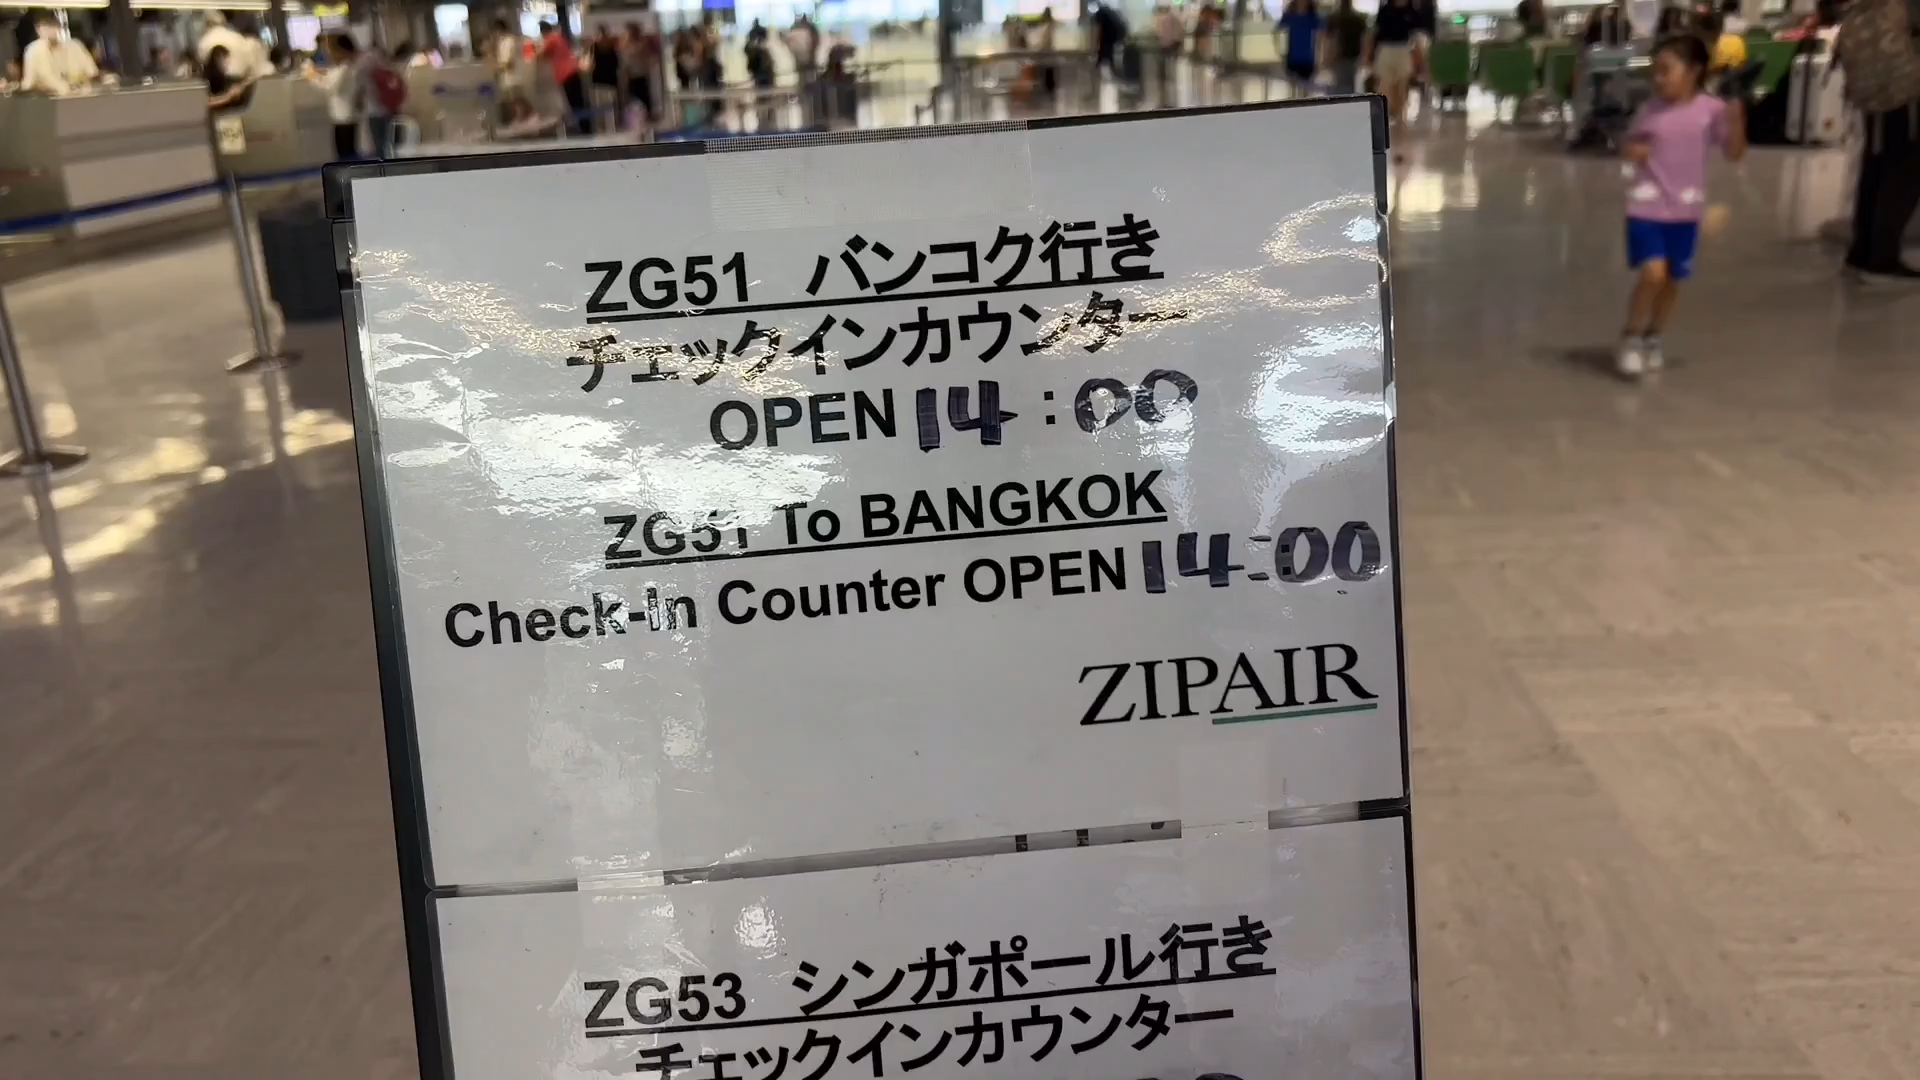 ZG51 バンコク行き
チェックインカウンター
OPEN 14:00
ZG51 To BANGKOK
Check-In Counter OPEN 14:00
ZIPAIR
ZG53 シンガポール行き
チェックインカウンター